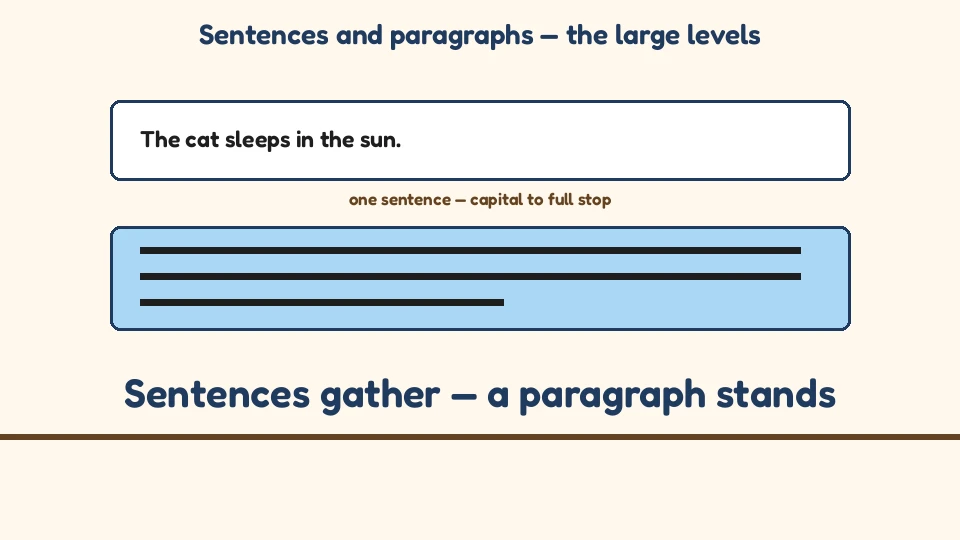 Sentences and paragraphs — the large levels
The cat sleeps in the sun.
one sentence — capital to full stop
Sentences gather — a paragraph stands